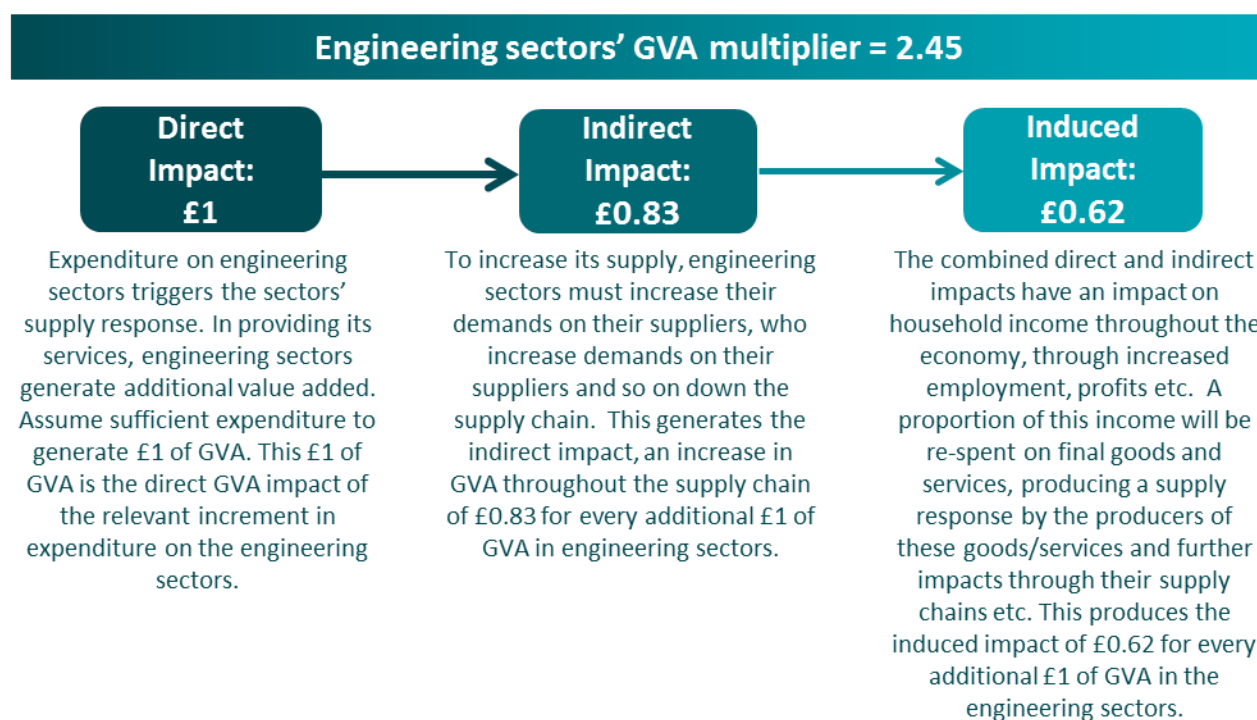 Engineering sectors' GVA multiplier = 2.45
Direct
Impact:
£1
Indirect
Impact:
£0.83
Induced
Impact:
£0.62
Expenditure on engineering
sectors triggers the sectors'
supply response. In providing its
services, engineering sectors
generate additional value added.
Assume sufficient expenditure to
generate £1 of GVA. This £1 of
GVA is the direct GVA impact of
the relevant increment in
expenditure on the engineering
sectors.
To increase its supply, engineering
sectors must increase their
demands on their suppliers, who
increase demands on their
suppliers and so on down the
supply chain. This generates the
indirect impact, an increase in
GVA throughout the supply chain
of £0.83 for every additional £1 of
GVA in engineering sectors.
The combined direct and indirect
impacts have an impact on
household income throughout the
economy, through increased
employment, profits etc. A
proportion of this income will be
re-spent on final goods and
services, producing a supply
response by the producers of
these goods/services and further
impacts through their supply
chains etc. This produces the
induced impact of £0.62 for every
additional £1 of GVA in the
engineering sectors.